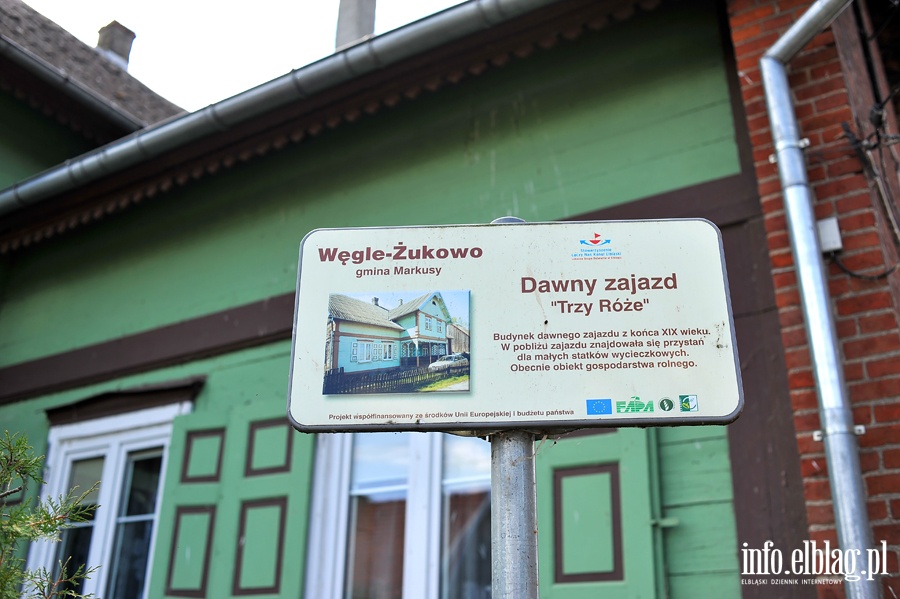 Węgle-Żukowo
gmina Markusy
Dawny zajazd
"Trzy Róże"
Budynek dawnego zajazdu z końca XIX wieku.
W pobliżu zajazdu znajdowała się przystań
dla małych statków wycieczkowych.
Obecnie obiekt gospodarstwa rolnego.
Projekt współfinansowany ze środków Unii Europejskiej i budżetu państwa
FAPA
info.elblag.pl
ELBLĄSKI DZIENNIK INTERNETOWY